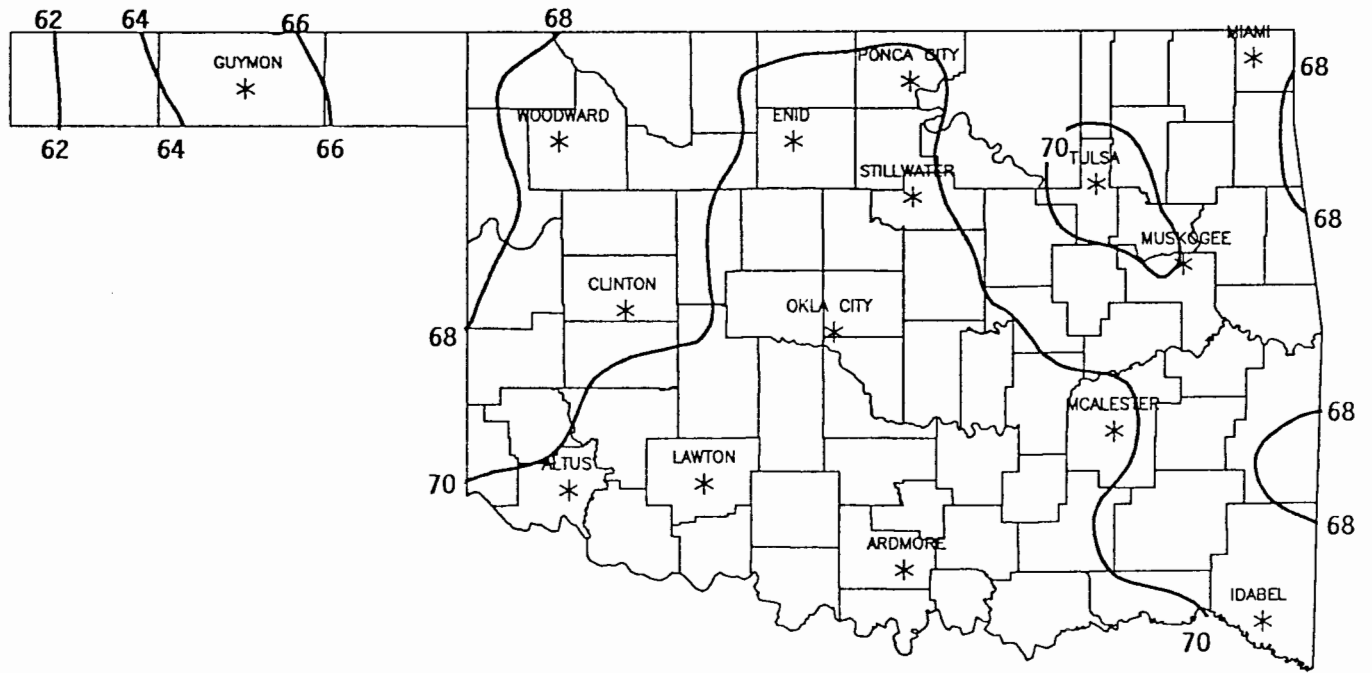 62 64 66 68
MIAMI
PONCA CITY
GUYMON
68
WOODWARD ENID
62 64 66
70 TULSA
STILLWATER
68
MUSKOGEE
CLINTON
OKLA CITY
68
MCALESTER
68
ALTUS LAWTON
70
68
ARDMORE
IDABEL
70